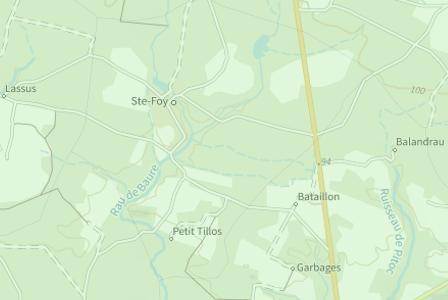 Lassus
Ste-Foy
100
Balandrau
94
Rau de Baure
Bataillon
Ruisseau de Pitoc
Petit Tillos
Garbages